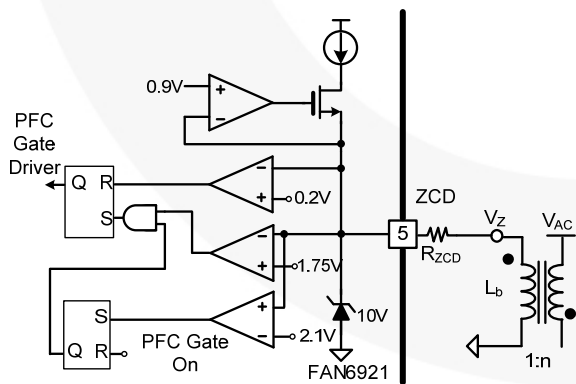 0.9V
+
−
PFC
Gate
Driver
Q R
S
−
+
0.2V
ZCD
5
R_ZCD
V_Z
V_AC
−
+
1.75V
L_b
S
Q R
PFC Gate
On
+
−
2.1V
10V
FAN6921
1:n